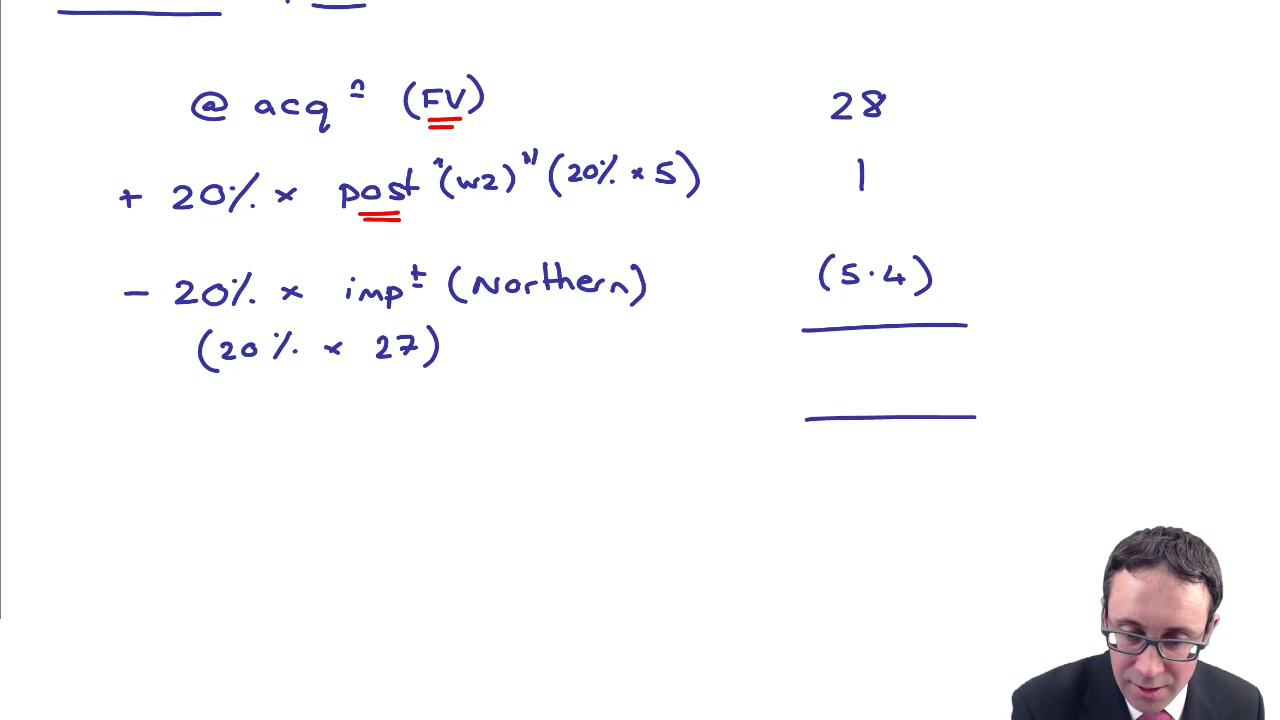 @ acqⁿ (FV) 28
+ 20% × postⁿ (W2) (20% × 5) 1
- 20% × impᵗ (Northern) (5.4)
(20% × 27)